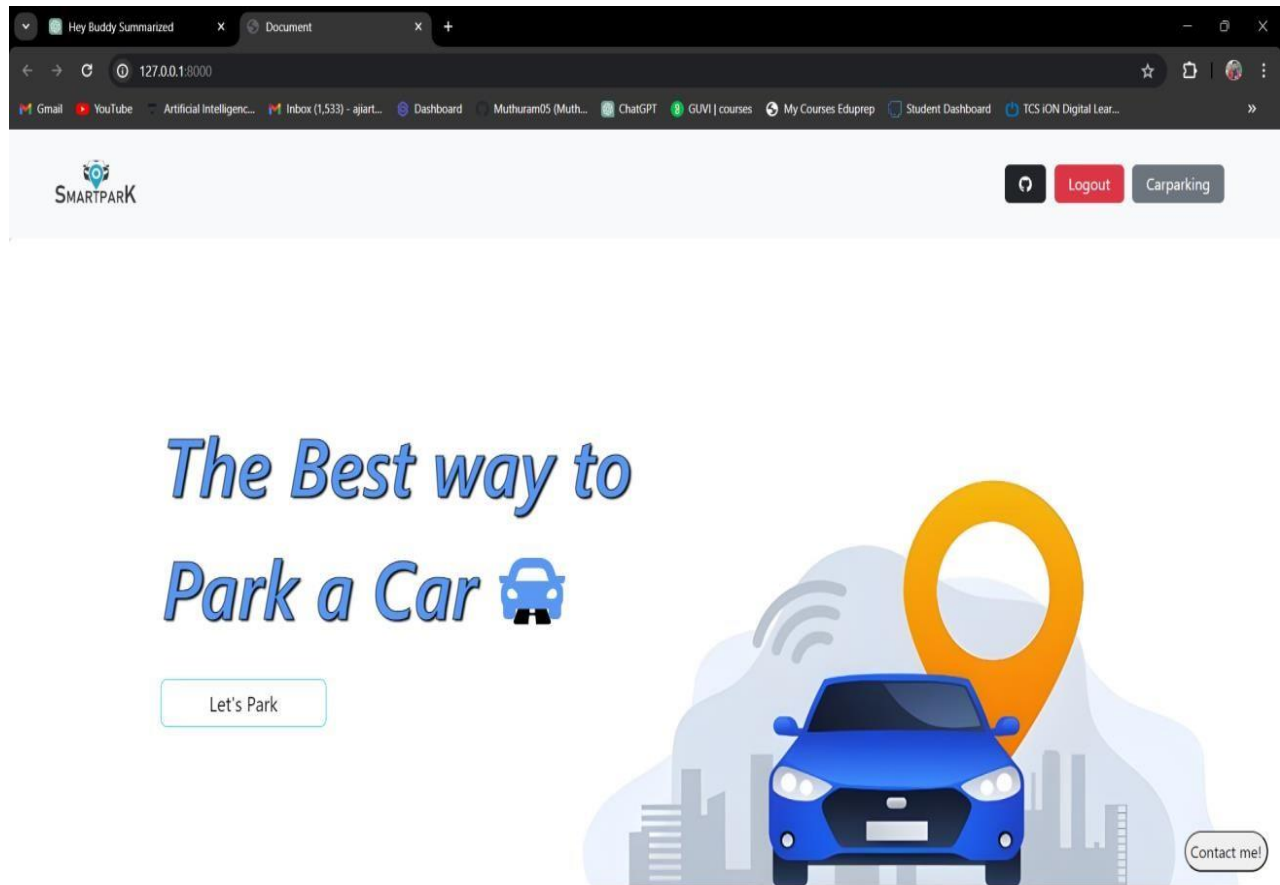 Hey Buddy Summarized
Document
127.0.0.1:8000
Gmail YouTube Artificial Intelligenc... Inbox (1,533) - ajiart... Dashboard Muthuram05 (Muth... ChatGPT GUVI | courses My Courses Eduprep Student Dashboard TCS iON Digital Lear...
SMARTPARK
Logout Carparking
The Best way to
Park a Car
Let's Park
Contact me!